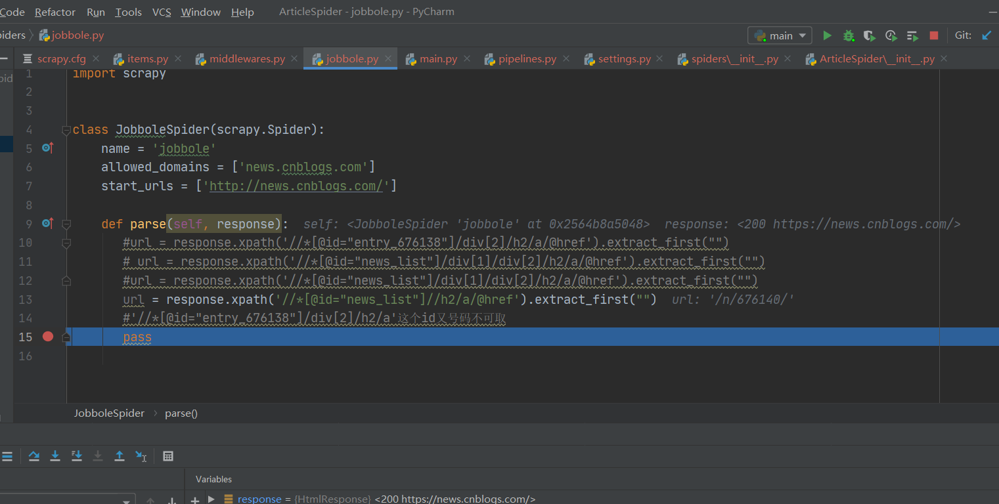 Code Refactor Run Tools VCS Window Help ArticleSpider - jobbole.py - PyCharm
jobbole.py main Git:
scrapy.cfg items.py middlewares.py jobbole.py main.py pipelines.py settings.py spiders\__init__.py ArticleSpider\__init__.py
1 import scrapy
2
3
4 class JobboleSpider(scrapy.Spider):
5 name = 'jobbole'
6 allowed_domains = ['news.cnblogs.com']
7 start_urls = ['http://news.cnblogs.com/']
8
9 def parse(self, response): self: <JobboleSpider 'jobbole' at 0x2564b8a5048> response: <200 https://news.cnblogs.com/>
10 #url = response.xpath('//*[@id="entry_676138"]/div[2]/h2/a/@href').extract_first("")
11 # url = response.xpath('//*[@id="news_list"]/div[1]/div[2]/h2/a/@href').extract_first("")
12 #url = response.xpath('//*[@id="news_list"]/div[1]/div[2]/h2/a/@href').extract_first("")
13 url = response.xpath('//*[@id="news_list"]//h2/a/@href').extract_first("") url: '/n/676140/'
14 #'//*[@id="entry_676138"]/div[2]/h2/a'这个id又号码不可取
15 pass
16
JobboleSpider parse()
Variables
response = {HtmlResponse} <200 https://news.cnblogs.com/>